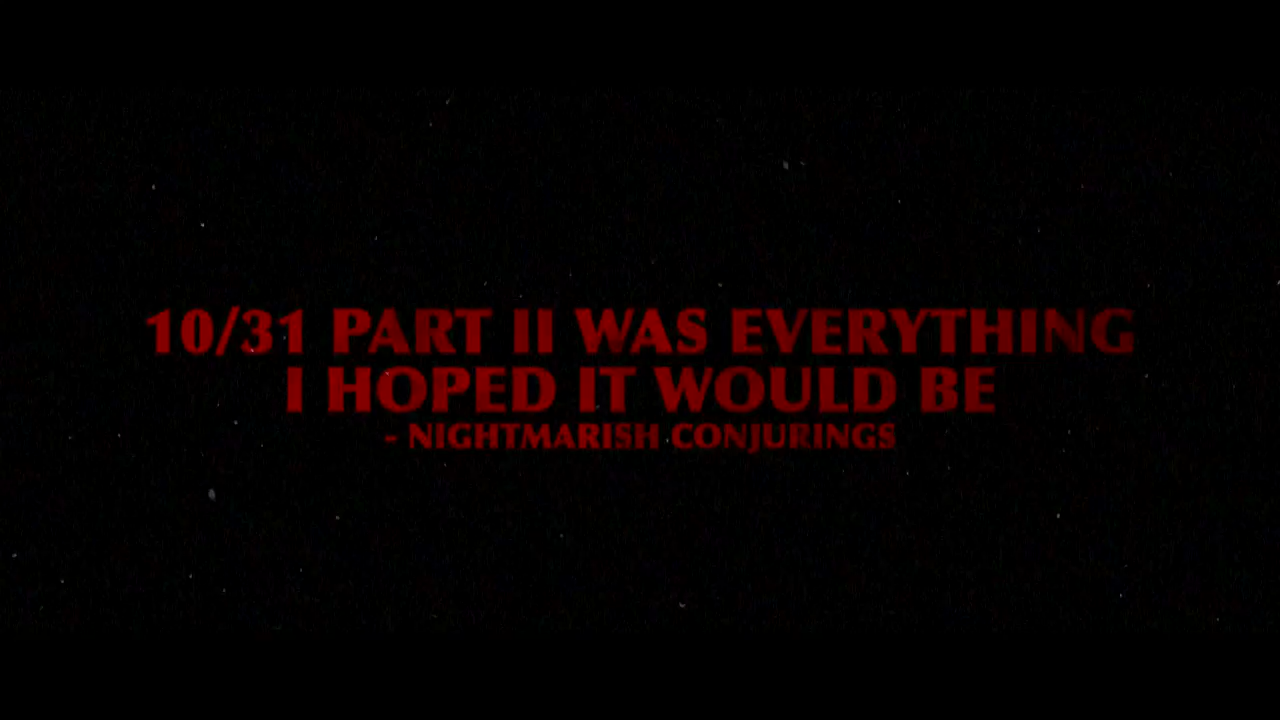 10/31 PART II WAS EVERYTHING
I HOPED IT WOULD BE
- NIGHTMARISH CONJURINGS